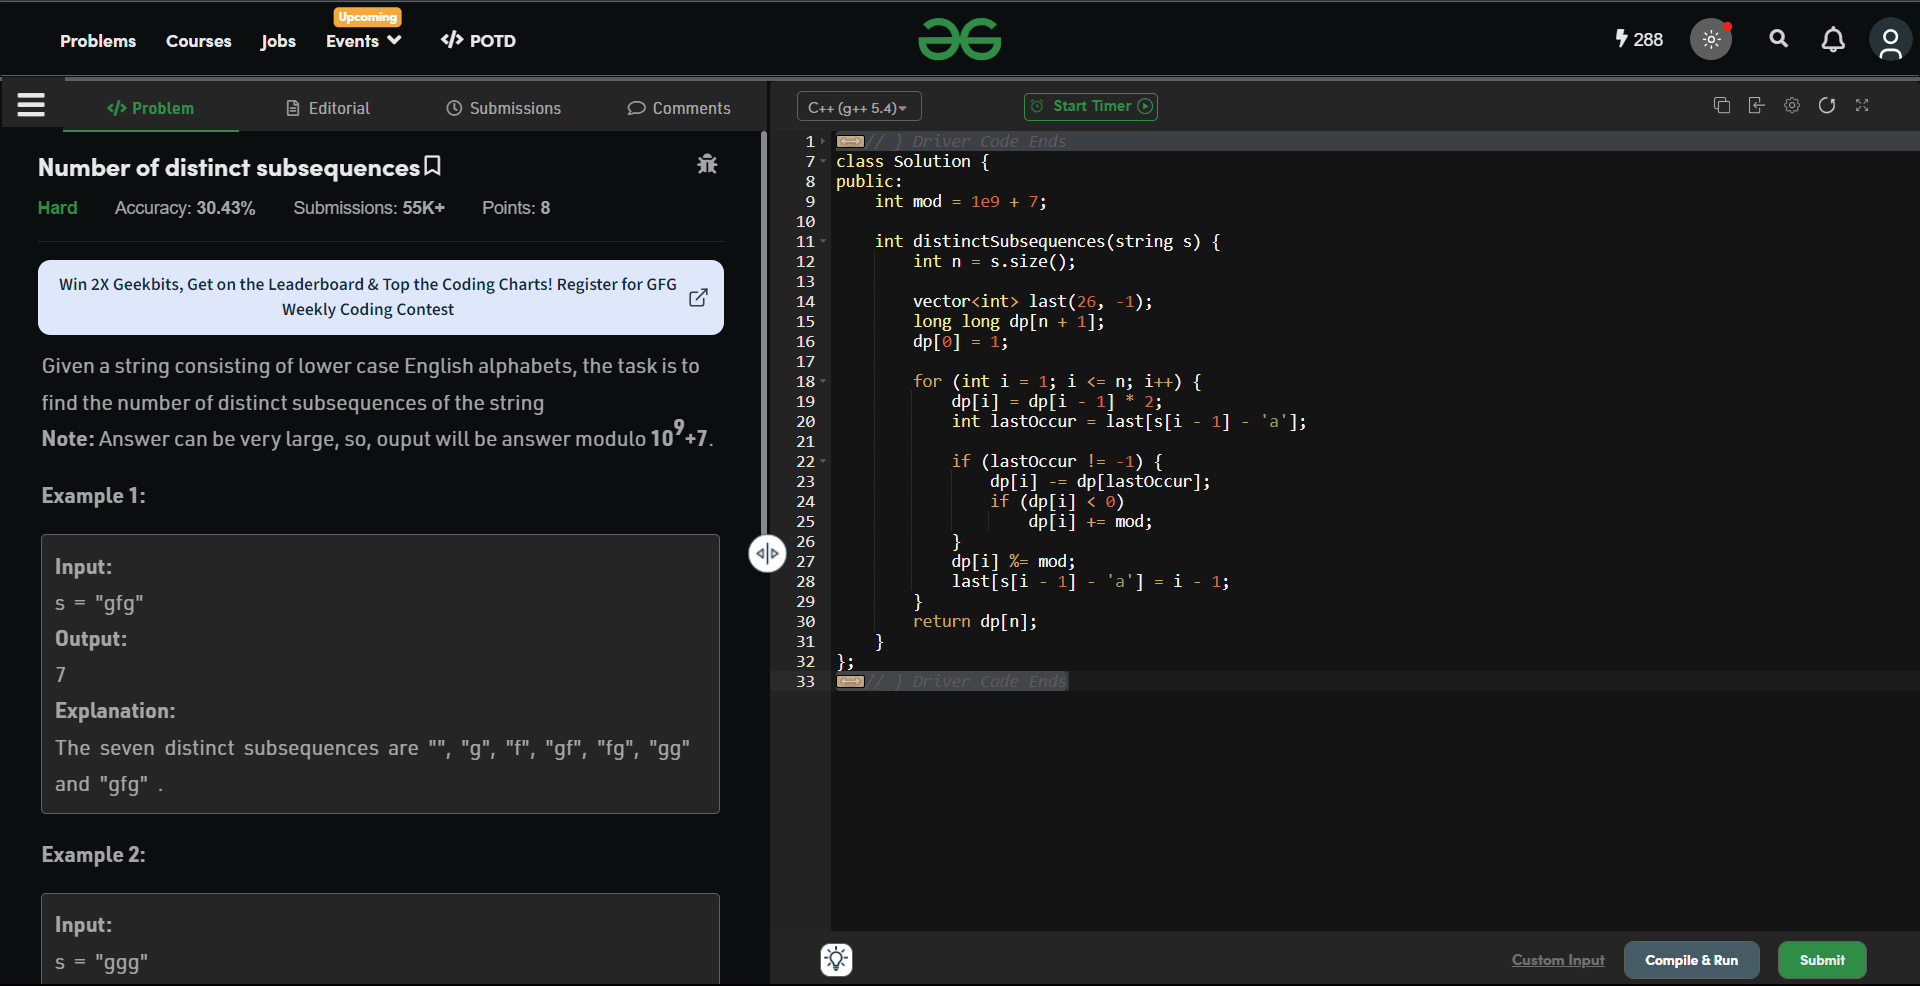 Problems
Courses
Jobs
Upcoming
Events
</> POTD
288
</> Problem
Editorial
Submissions
Comments
Number of distinct subsequences
Hard
Accuracy: 30.43%
Submissions: 55K+
Points: 8
Win 2X Geekbits, Get on the Leaderboard & Top the Coding Charts! Register for GFG
Weekly Coding Contest
Given a string consisting of lower case English alphabets, the task is to
find the number of distinct subsequences of the string
Note: Answer can be very large, so, ouput will be answer modulo 10⁹+7.
Example 1:
Input:
s = "gfg"
Output:
7
Explanation:
The seven distinct subsequences are "", "g", "f", "gf", "fg", "gg"
and "gfg" .
Example 2:
Input:
s = "ggg"
C++ (g++ 5.4)
Start Timer
1 // } Driver Code Ends
7 class Solution {
8 public:
9     int mod = 1e9 + 7;
10
11     int distinctSubsequences(string s) {
12         int n = s.size();
13
14         vector<int> last(26, -1);
15         long long dp[n + 1];
16         dp[0] = 1;
17
18         for (int i = 1; i <= n; i++) {
19             dp[i] = dp[i - 1] * 2;
20             int lastOccur = last[s[i - 1] - 'a'];
21
22             if (lastOccur != -1) {
23                 dp[i] -= dp[lastOccur];
24                 if (dp[i] < 0)
25                     dp[i] += mod;
26             }
27             dp[i] %= mod;
28             last[s[i - 1] - 'a'] = i - 1;
29         }
30         return dp[n];
31     }
32 };
33 // } Driver Code Ends
Custom Input
Compile & Run
Submit